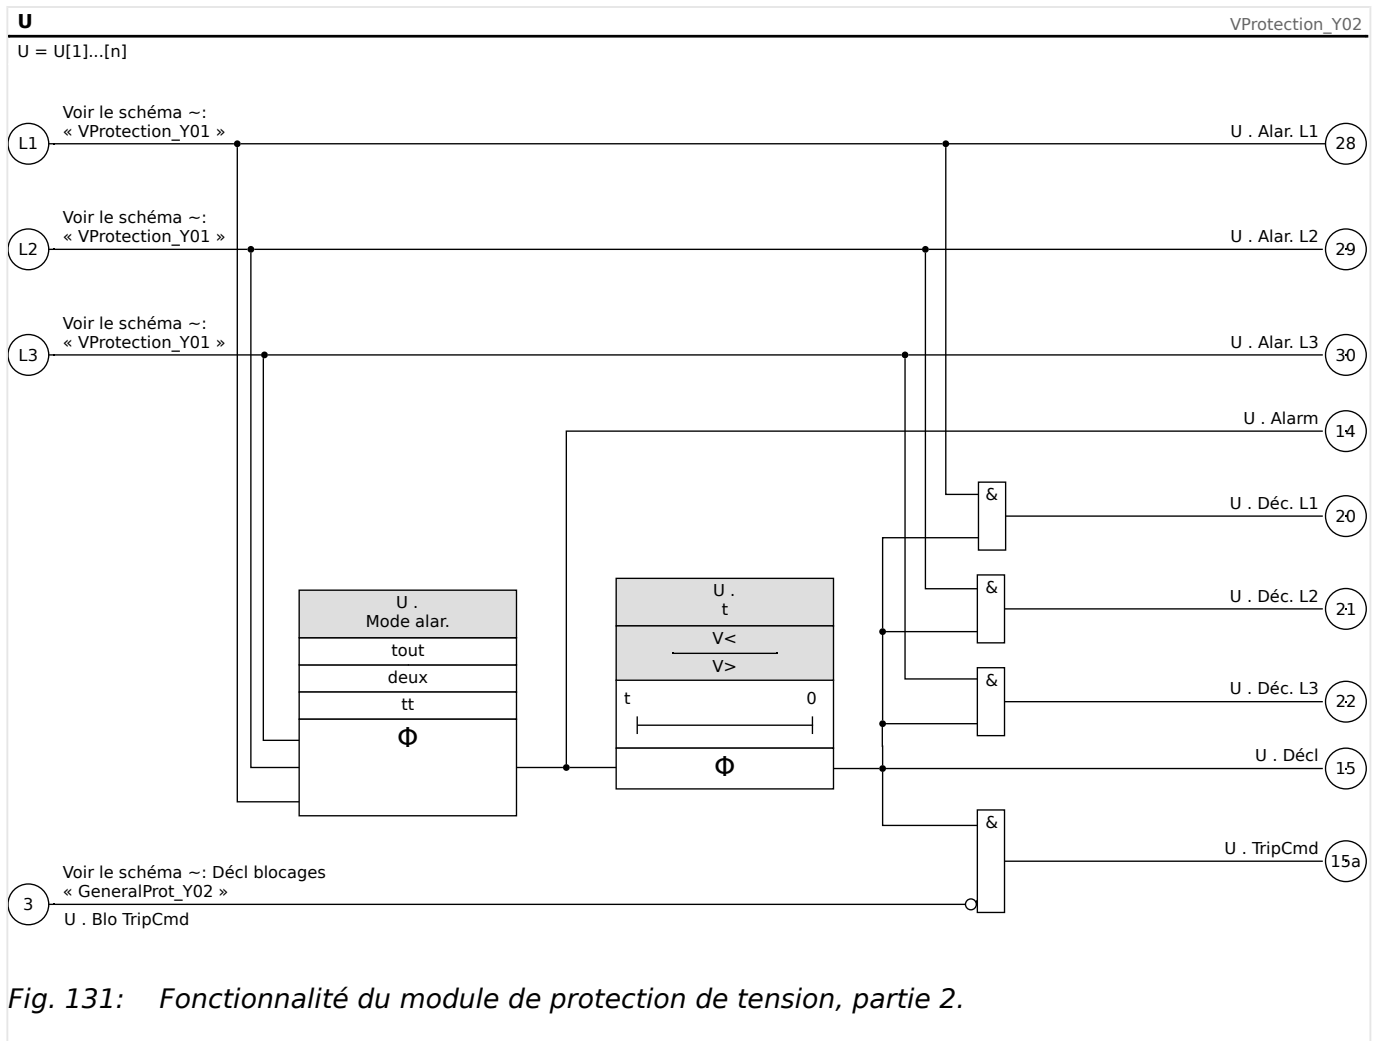 U
VProtection_Y02
U = U[1]...[n]
Voir le schéma ~:
« VProtection_Y01 »
L1
U . Alar. L1
28
Voir le schéma ~:
« VProtection_Y01 »
L2
U . Alar. L2
29
Voir le schéma ~:
« VProtection_Y01 »
L3
U . Alar. L3
30
U . Alarm
14
&
U . Déc. L1
20
&
U . Déc. L2
21
&
U . Déc. L3
22
U .
Mode alar.
tout
deux
tt
Φ
U .
t
V<
V>
t 0
Φ
U . Décl
15
&
U . TripCmd
15a
Voir le schéma ~: Décl blocages
« GeneralProt_Y02 »
3
U . Blo TripCmd
Fig. 131: Fonctionnalité du module de protection de tension, partie 2.